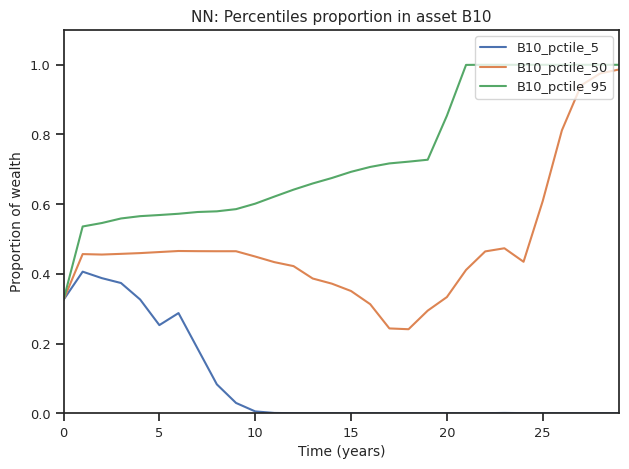 NN: Percentiles proportion in asset B10
B10_pctile_5
B10_pctile_50
B10_pctile_95
Proportion of wealth
1.0
0.8
0.6
0.4
0.2
0.0
0 5 10 15 20 25
Time (years)